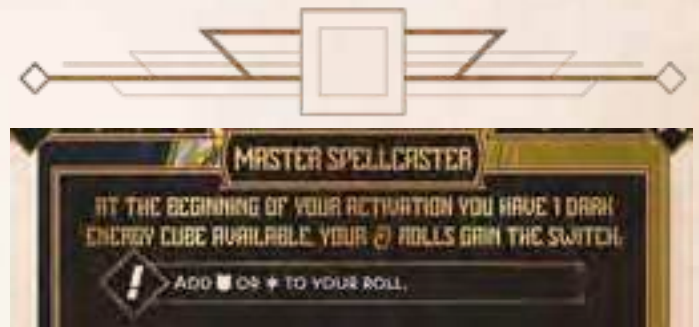 MASTER SPELLCASTER
AT THE BEGINNING OF YOUR ACTIVATION YOU HAVE 1 DARK
ENERGY CUBE AVAILABLE. YOUR ROLLS GAIN THE SWITCH:
! ADD OR TO YOUR ROLL.